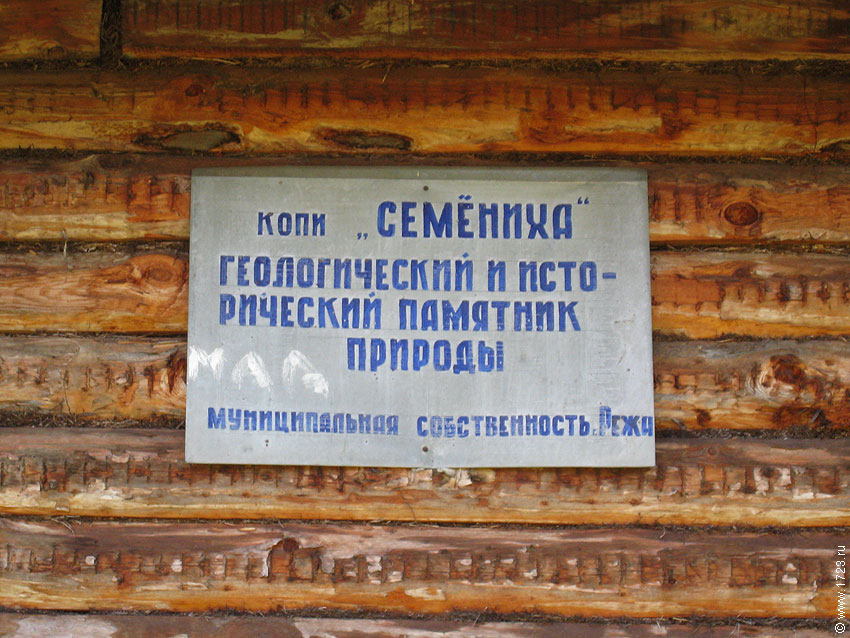 КОПИ „СЕМЁНИХА“
ГЕОЛОГИЧЕСКИЙ И ИСТО-
РИЧЕСКИЙ ПАМЯТНИК
ПРИРОДЫ
МУНИЦИПАЛЬНАЯ СОБСТВЕННОСТЬ г. РЕЖА
© www.1723.ru